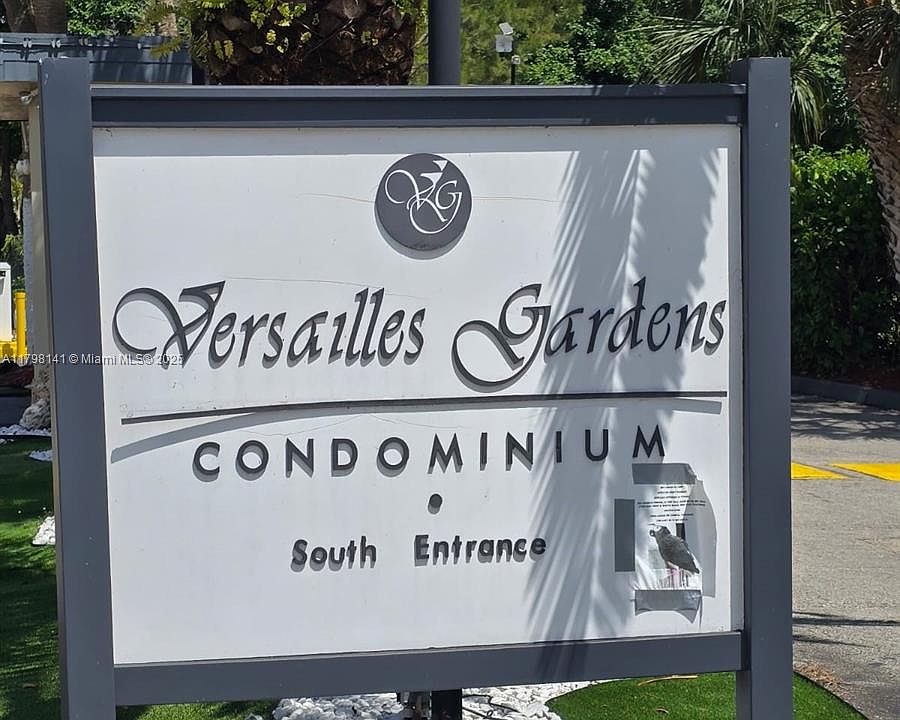 VG
Versailles Gardens
A11798141 © Miami MLS © 2025
CONDOMINIUM
South Entrance